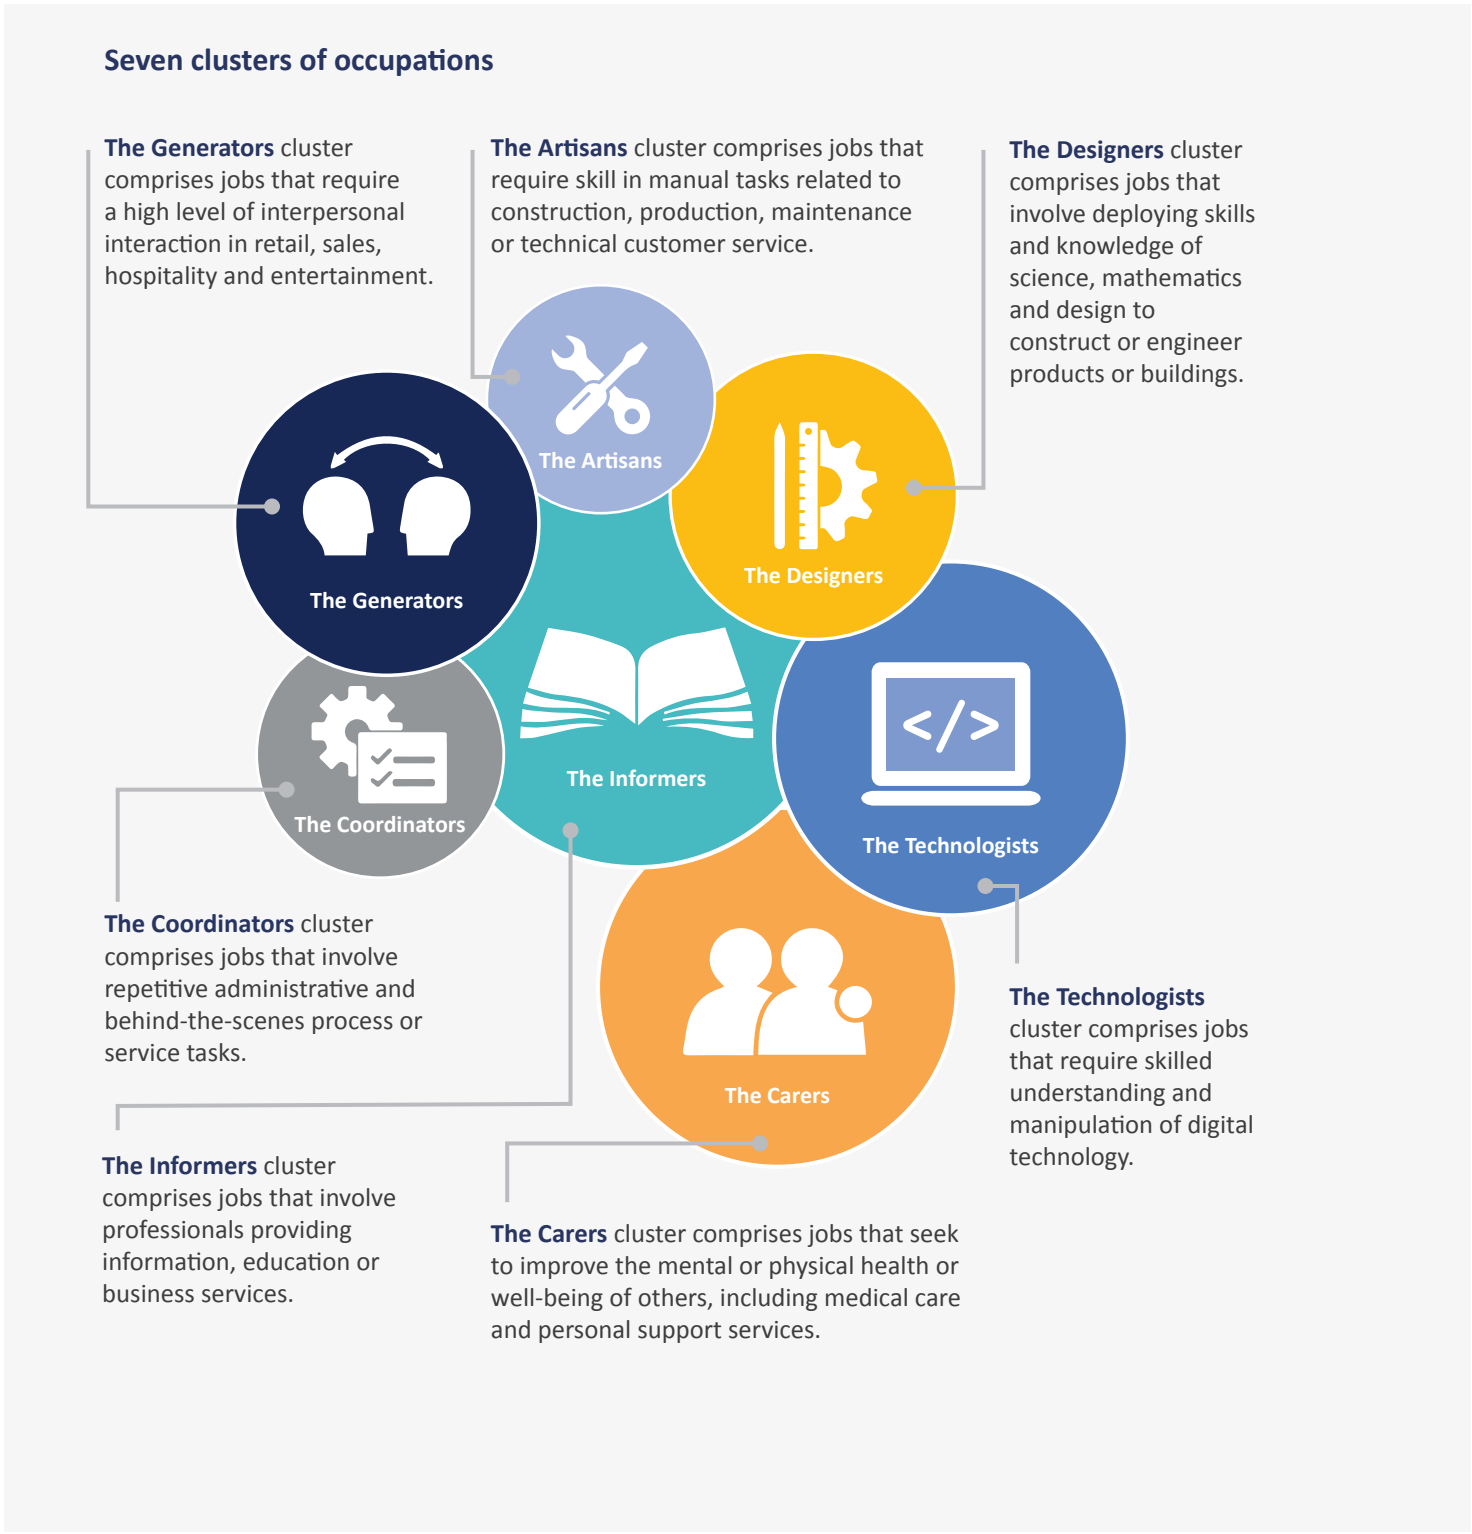 Seven clusters of occupations
The Generators cluster
comprises jobs that require
a high level of interpersonal
interaction in retail, sales,
hospitality and entertainment.
The Artisans cluster comprises jobs that
require skill in manual tasks related to
construction, production, maintenance
or technical customer service.
The Designers cluster
comprises jobs that
involve deploying skills
and knowledge of
science, mathematics
and design to
construct or engineer
products or buildings.
The Artisans
The Designers
The Generators
</>
The Informers
The Coordinators
The Technologists
The Carers
The Coordinators cluster
comprises jobs that involve
repetitive administrative and
behind-the-scenes process or
service tasks.
The Technologists
cluster comprises jobs
that require skilled
understanding and
manipulation of digital
technology.
The Informers cluster
comprises jobs that involve
professionals providing
information, education or
business services.
The Carers cluster comprises jobs that seek
to improve the mental or physical health or
well-being of others, including medical care
and personal support services.